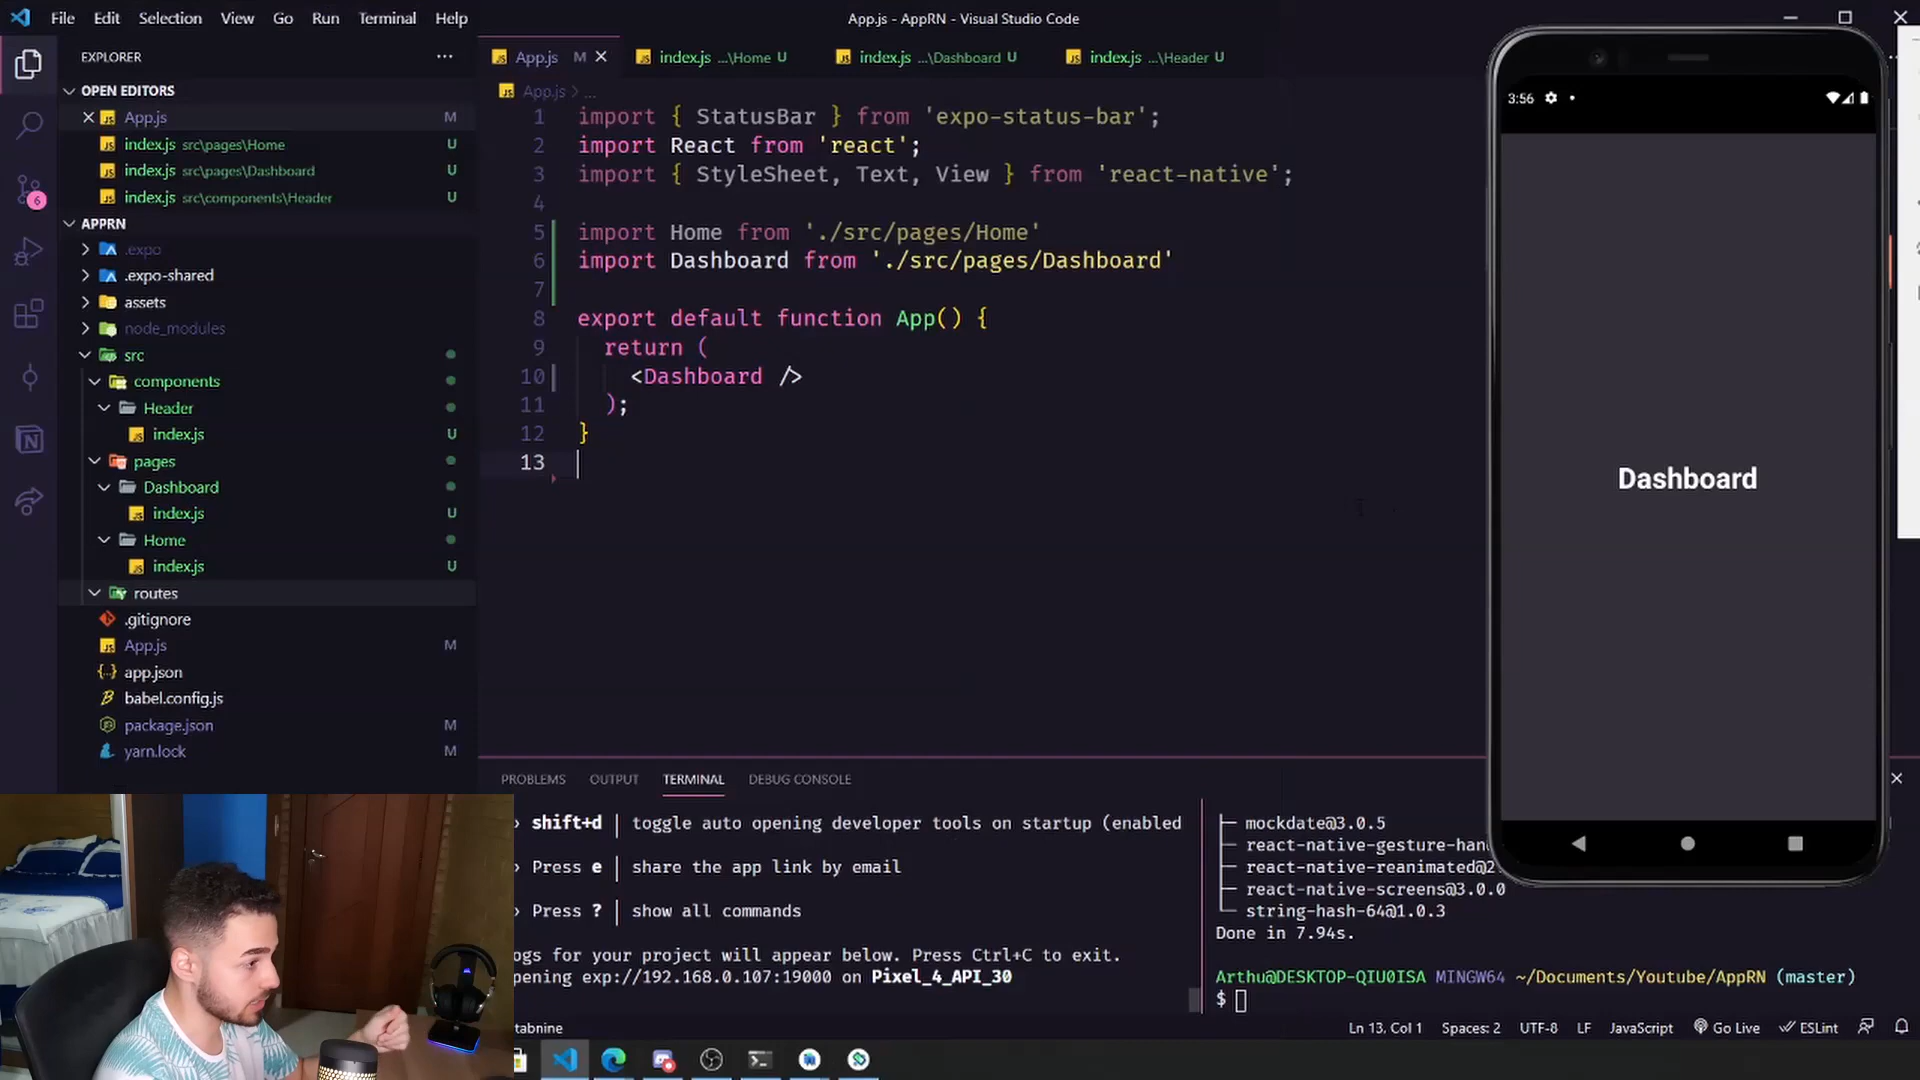 File Edit Selection View Go Run Terminal Help
App.js - AppRN - Visual Studio Code
EXPLORER
OPEN EDITORS
App.js M
index.js src\pages\Home U
index.js src\pages\Dashboard U
index.js src\components\Header U
APPRN
.expo
.expo-shared
assets
node_modules
src
components
Header
index.js U
pages
Dashboard
index.js U
Home
index.js U
routes
.gitignore
App.js M
app.json
babel.config.js
package.json M
yarn.lock M
6
App.js M
index.js ...\Home U
index.js ...\Dashboard U
index.js ...\Header U
App.js > ...
1 import { StatusBar } from 'expo-status-bar';
2 import React from 'react';
3 import { StyleSheet, Text, View } from 'react-native';
4
5 import Home from './src/pages/Home'
6 import Dashboard from './src/pages/Dashboard'
7
8 export default function App() {
9 return (
10 <Dashboard />
11 );
12 }
13
3:56
Dashboard
PROBLEMS OUTPUT TERMINAL DEBUG CONSOLE
› shift+d | toggle auto opening developer tools on startup (enabled
› Press e | share the app link by email
› Press ? | show all commands
ogs for your project will appear below. Press Ctrl+C to exit.
pening exp://192.168.0.107:19000 on Pixel_4_API_30
├─ mockdate@3.0.5
├─ react-native-gesture-han
├─ react-native-reanimated@2
├─ react-native-screens@3.0.0
└─ string-hash-64@1.0.3
Done in 7.94s.
Arthu@DESKTOP-QIU0ISA MINGW64 ~/Documents/Youtube/AppRN (master)
$
tabnine
Ln 13, Col 1 Spaces: 2 UTF-8 LF JavaScript Go Live ESLint